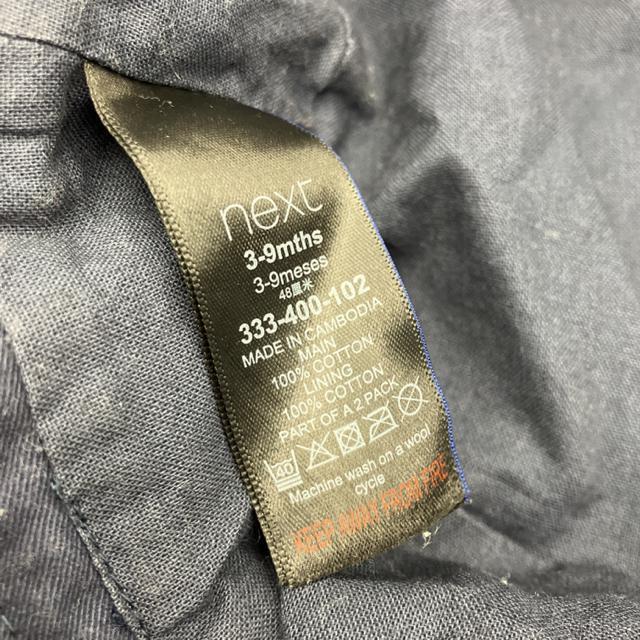 next
3-9mths
3-9meses
48厘米
333-400-102
MADE IN CAMBODIA
MAIN
100% COTTON
LINING
100% COTTON
PART OF A 2 PACK
40
Machine wash on a wool
cycle
KEEP AWAY FROM FIRE